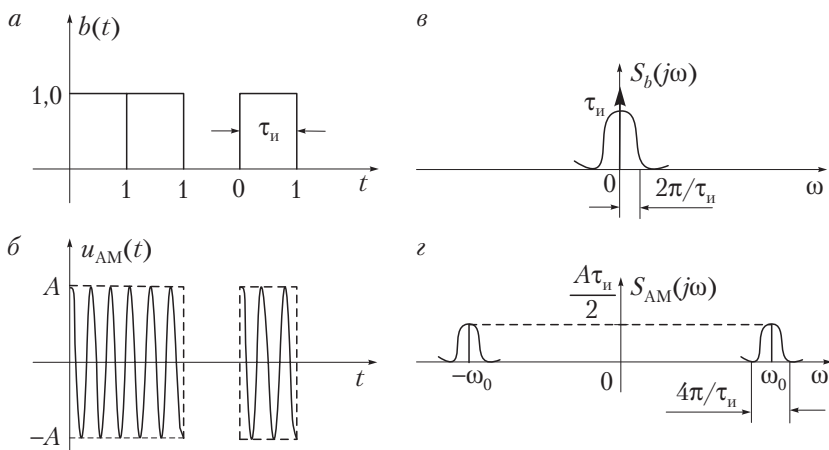 а
b(t)
1,0
τи
1 1 0 1
t
б
uАМ(t)
A
−A
t
в
Sb(jω)
τи
0
2π/τи
ω
г
Aτи
2
SАМ(jω)
−ω0
0
ω0
ω
4π/τи